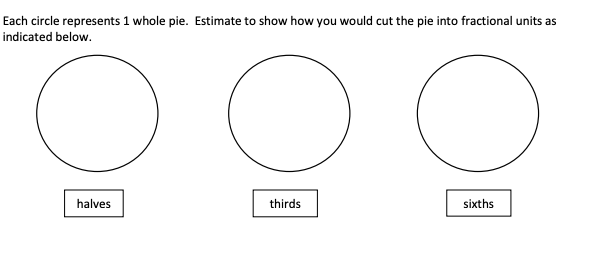 Each circle represents 1 whole pie.  Estimate to show how you would cut the pie into fractional units as
indicated below.
halves
thirds
sixths